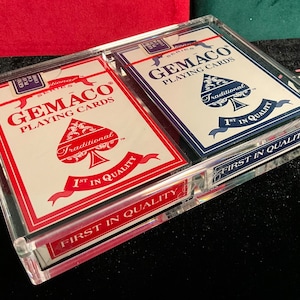 GEMACO®
PLAYING CARDS
Traditional
1ST IN QUALITY
FIRST IN QUALITY
GEMACO®
PLAYING CARDS
Traditional
1ST IN QUALITY
FIRST IN QUALITY